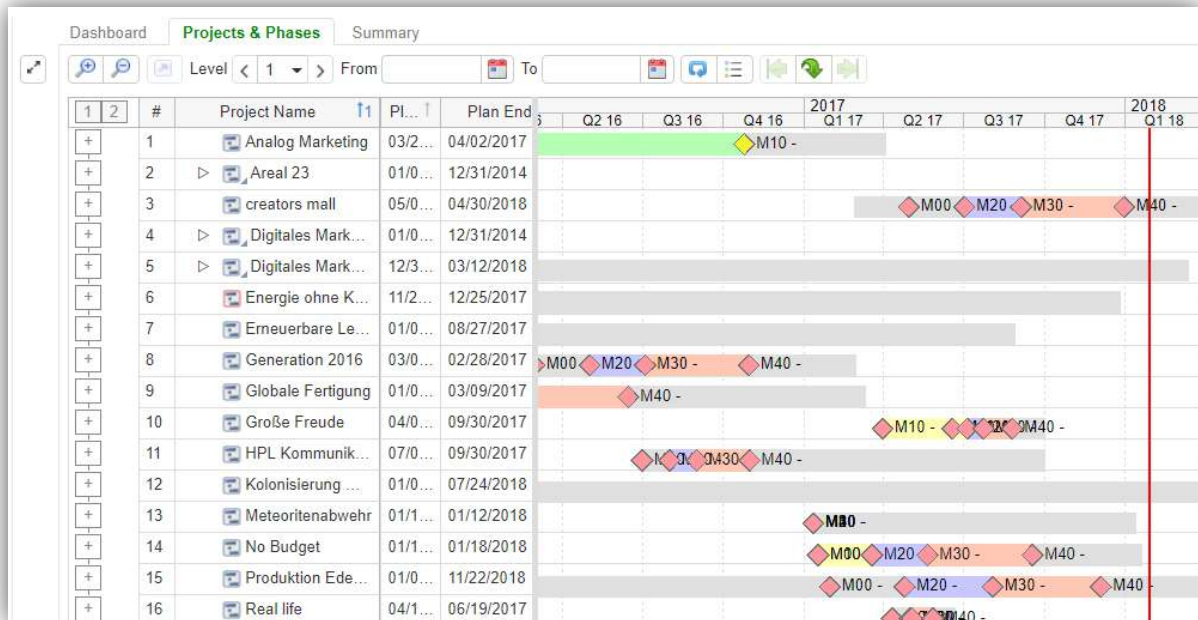 Dashboard Projects & Phases Summary
Level 1 From To
1 2 # Project Name 1 Pl... Plan End
2017 2018
6 Q2 16 Q3 16 Q4 16 Q1 17 Q2 17 Q3 17 Q4 17 Q1 18
+ 1 Analog Marketing 03/2... 04/02/2017 M10 -
+ 2 Areal 23 01/0... 12/31/2014
+ 3 creators mall 05/0... 04/30/2018 M00 M20 M30 - M40 -
+ 4 Digitales Mark... 01/0... 12/31/2014
+ 5 Digitales Mark... 12/3... 03/12/2018
+ 6 Energie ohne K... 11/2... 12/25/2017
+ 7 Erneuerbare Le... 01/0... 08/27/2017
+ 8 Generation 2016 03/0... 02/28/2017 M00 M20 M30 - M40 -
+ 9 Globale Fertigung 01/0... 03/09/2017 M40 -
+ 10 Große Freude 04/0... 09/30/2017 M10 - M40 -
+ 11 HPL Kommunik... 07/0... 09/30/2017 M30 M40 -
+ 12 Kolonisierung ... 01/0... 07/24/2018
+ 13 Meteoritenabwehr 01/1... 01/12/2018
+ 14 No Budget 01/1... 01/18/2018 M20 - M30 - M40 -
+ 15 Produktion Ede... 01/0... 11/22/2018 M00 - M20 - M30 - M40
+ 16 Real life 04/1... 06/19/2017